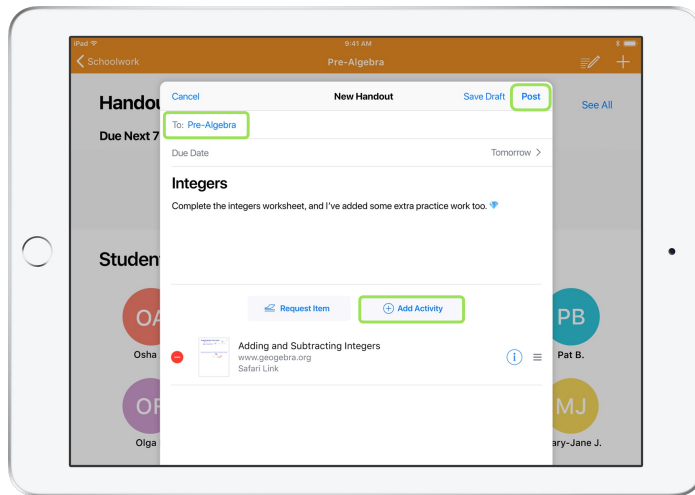 iPad 9:41 AM
Schoolwork Pre-Algebra
Handou
See All
Due Next 7
Cancel New Handout Save Draft Post
To: Pre-Algebra
Due Date Tomorrow
Integers
Complete the integers worksheet, and I've added some extra practice work too.
Studen
Request Item Add Activity
OA
PB
Adding and Subtracting Integers
www.geogebra.org
Safari Link
Osha
Pat B.
MJ
Olga
ary-Jane J.